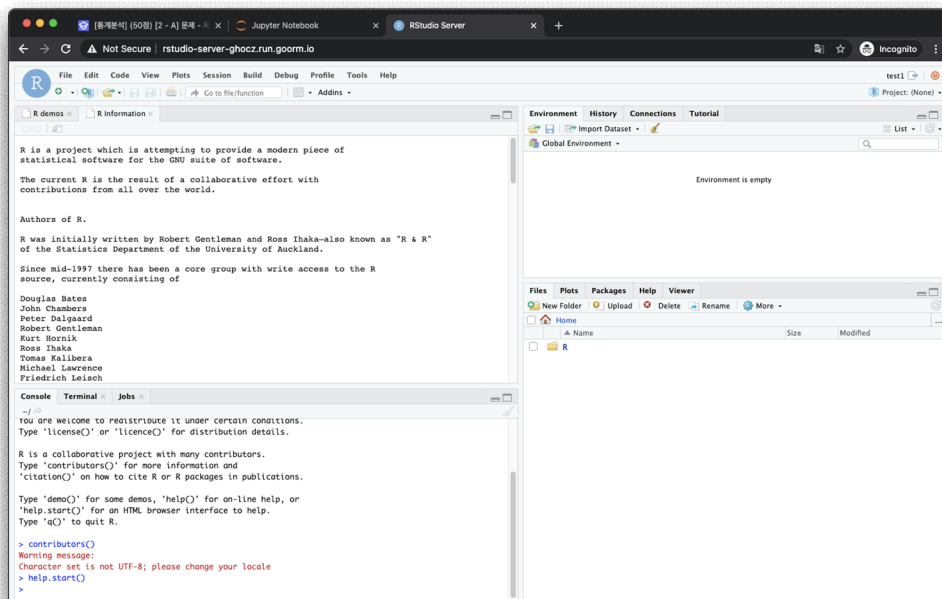 [통계분석] (50점) [2 - A] 문제 -
Jupyter Notebook
RStudio Server
Not Secure | rstudio-server-ghocz.run.goorm.io
Incognito
R
File Edit Code View Plots Session Build Debug Profile Tools Help
test1
Go to file/function
Addins
Project: (None)
R demos
R Information
R is a project which is attempting to provide a modern piece of
statistical software for the GNU suite of software.
The current R is the result of a collaborative effort with
contributions from all over the world.
Authors of R.
R was initially written by Robert Gentleman and Ross Ihaka—also known as "R & R"
of the Statistics Department of the University of Auckland.
Since mid-1997 there has been a core group with write access to the R
source, currently consisting of
Douglas Bates
John Chambers
Peter Dalgaard
Robert Gentleman
Kurt Hornik
Ross Ihaka
Tomas Kalibera
Michael Lawrence
Friedrich Leisch
Console Terminal Jobs
~/
You are welcome to redistribute it under certain conditions.
Type 'license()' or 'licence()' for distribution details.
R is a collaborative project with many contributors.
Type 'contributors()' for more information and
'citation()' on how to cite R or R packages in publications.
Type 'demo()' for some demos, 'help()' for on-line help, or
'help.start()' for an HTML browser interface to help.
Type 'q()' to quit R.
> contributors()
Warning message:
Character set is not UTF-8; please change your locale
> help.start()
>
Environment History Connections Tutorial
Import Dataset
List
Global Environment
Environment is empty
Files Plots Packages Help Viewer
New Folder Upload Delete Rename More
Home
...
Name Size Modified
R